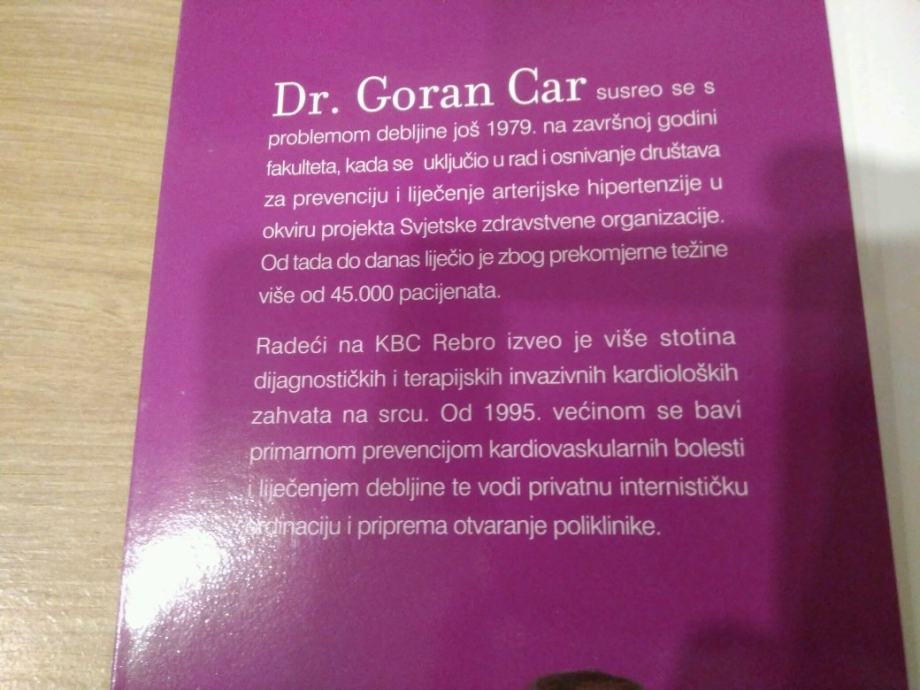 Dr. Goran Car susreo se s
problemom debljine još 1979. na završnoj godini
fakulteta, kada se uključio u rad i osnivanje društava
za prevenciju i liječenje arterijske hipertenzije u
okviru projekta Svjetske zdravstvene organizacije.
Od tada do danas liječio je zbog prekomjerne težine
više od 45.000 pacijenata.
Radeći na KBC Rebro izveo je više stotina
dijagnostičkih i terapijskih invazivnih kardioloških
zahvata na srcu. Od 1995. većinom se bavi
primarnom prevencijom kardiovaskularnih bolesti
i liječenjem debljine te vodi privatnu internističku
ordinaciju i priprema otvaranje poliklinike.